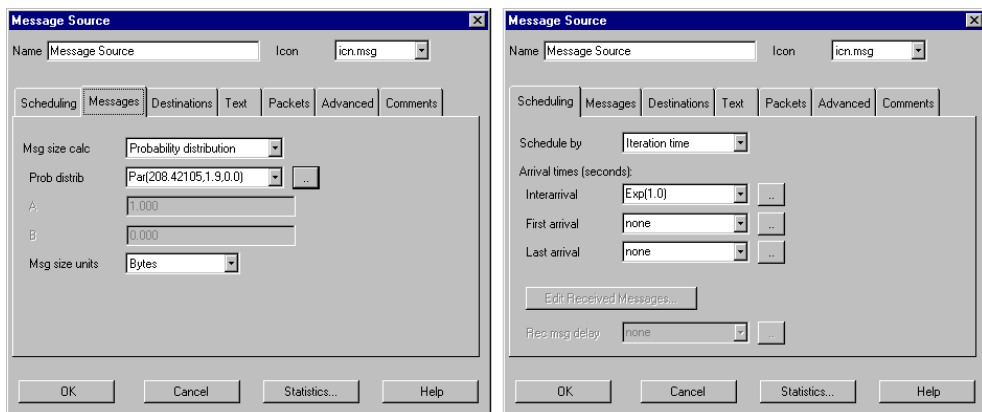 Message Source
Name Message Source Icon icn.msg
Scheduling Messages Destinations Text Packets Advanced Comments
Msg size calc Probability distribution
Prob distrib Par(208.42105,1.9,0.0) ..
A 1.000
B 0.000
Msg size units Bytes
OK Cancel Statistics... Help
Message Source
Name Message Source Icon icn.msg
Scheduling Messages Destinations Text Packets Advanced Comments
Schedule by Iteration time
Arrival times (seconds):
Interarrival Exp(1.0) ..
First arrival none ..
Last arrival none ..
Edit Received Messages...
Rec msg delay none ..
OK Cancel Statistics... Help